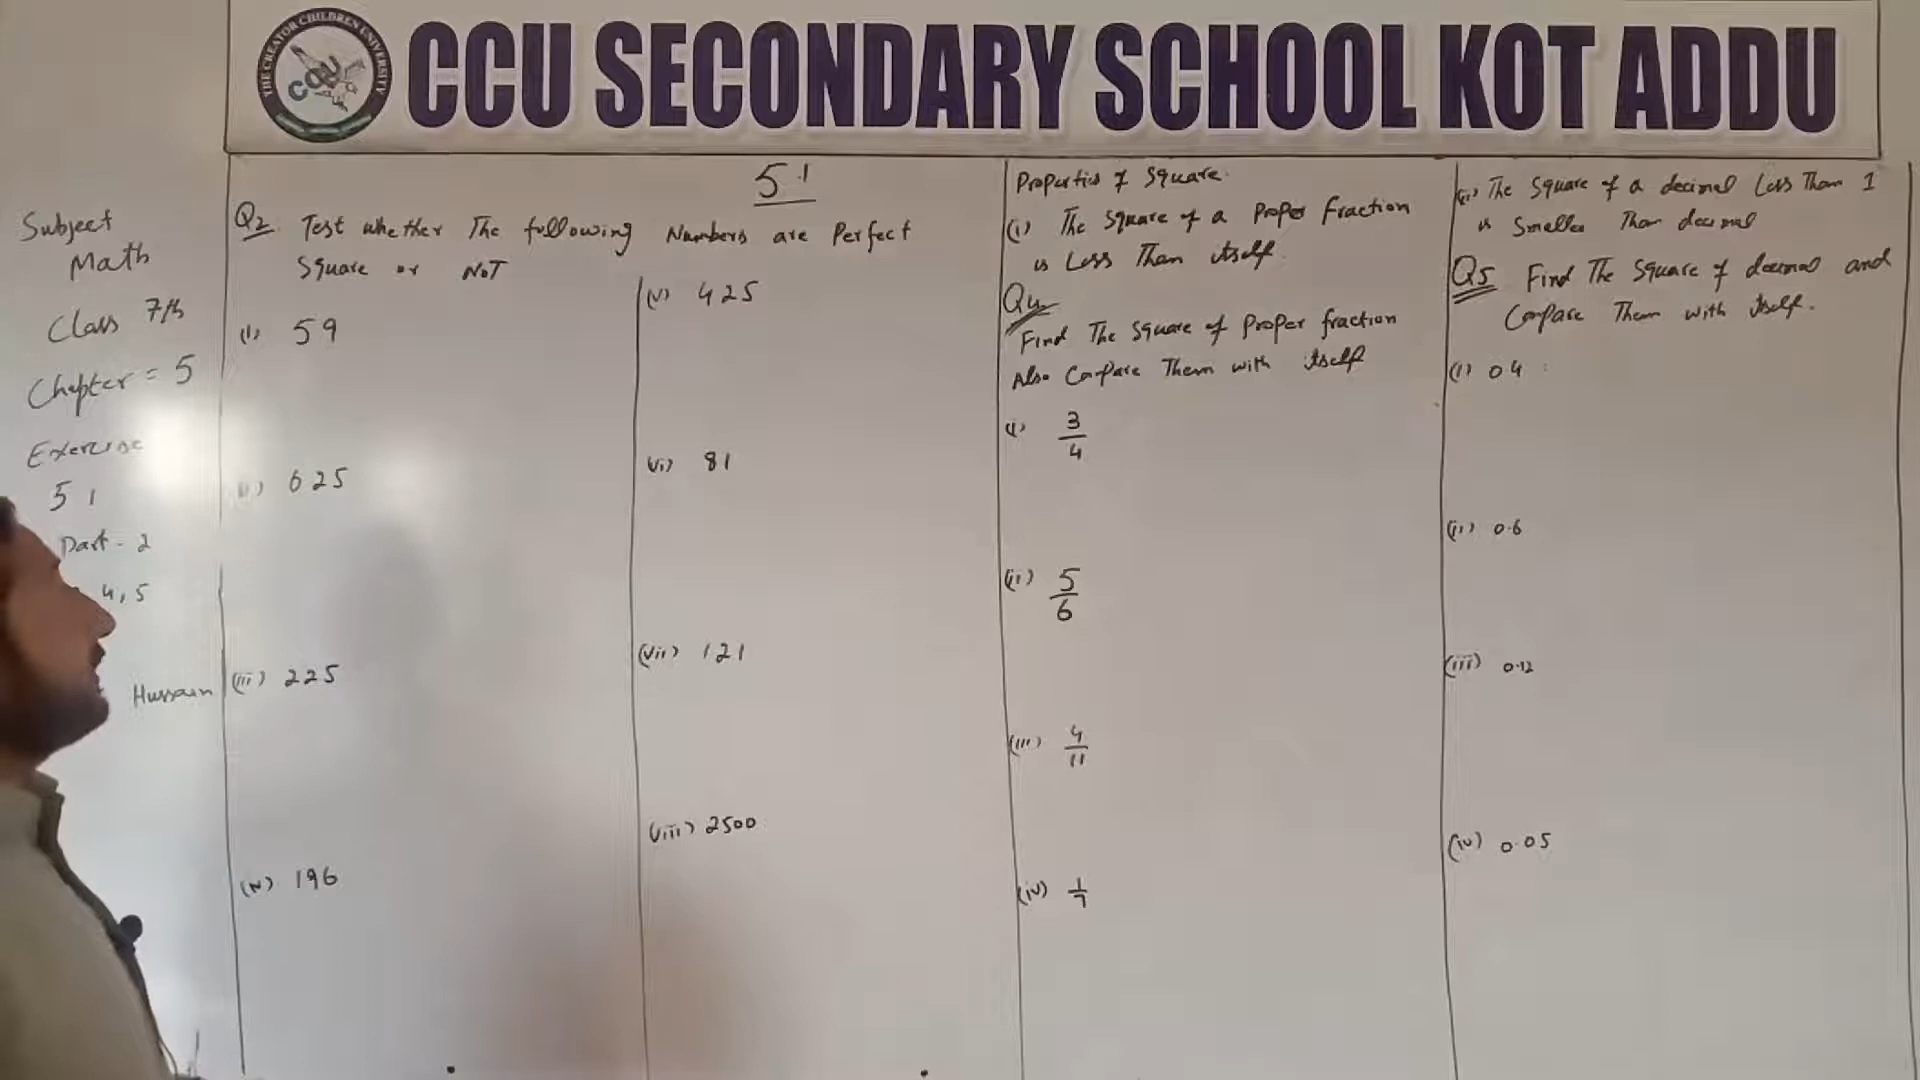 THE CREATOR CHILDREN UNIVERSITY
CCU
CCU SECONDARY SCHOOL KOT ADDU
Subject
Math
Class 7th
Chapter = 5
Exercise
5 1
Part - 2
4, 5
Hussain
5.1
Q2 Test whether The following Numbers are Perfect
Square or NOT
(i) 59
(ii) 625
(iii) 225
(iv) 196
(v) 425
(vi) 81
(vii) 121
(viii) 2500
Properties of Square.
(i) The Square of a Proper Fraction
is Less Than itself.
Q4
Find The Square of Proper fraction
Also Compare Them with itself
(i) 3/4
(ii) 5/6
(iii) 4/11
(iv) 1/7
(ii) The Square of a decimal Less Than 1
is Smaller Than decimal
Q5 Find The Square of decimal and
Compare Them with itself.
(i) 0.4
(ii) 0.6
(iii) 0.12
(iv) 0.05